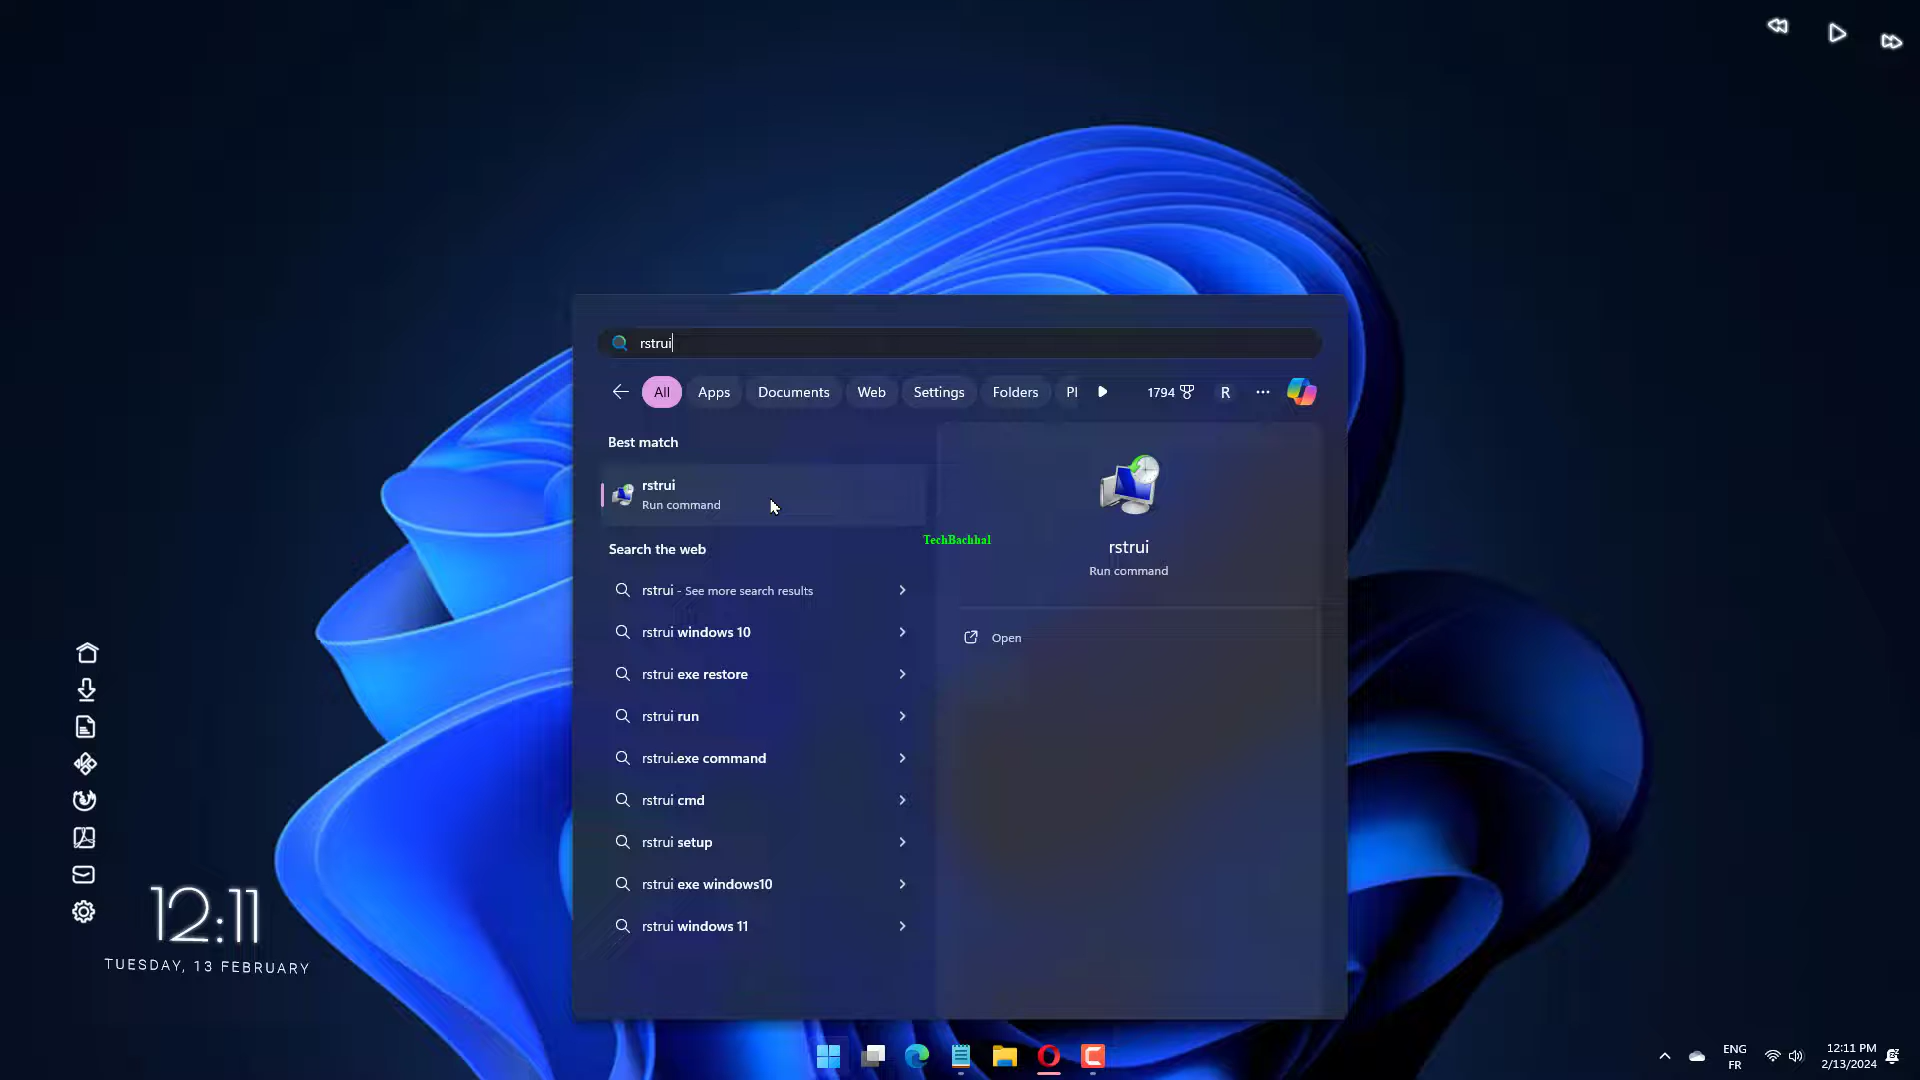 rstrui
All Apps Documents Web Settings Folders Pl 1794 R
Best match
rstrui
Run command
Search the web
rstrui - See more search results
rstrui windows 10
rstrui exe restore
rstrui run
rstrui.exe command
rstrui cmd
rstrui setup
rstrui exe windows10
rstrui windows 11
TechBachhal
rstrui
Run command
Open
12:11
TUESDAY, 13 FEBRUARY
ENG
FR
12:11 PM
2/13/2024